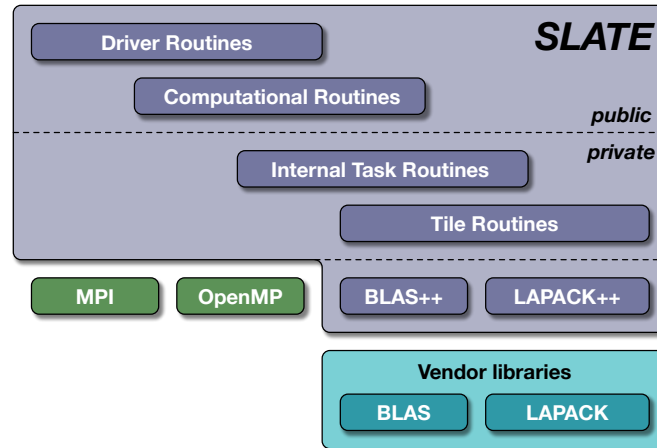 Driver Routines
SLATE
Computational Routines
public
private
Internal Task Routines
Tile Routines
MPI
OpenMP
BLAS++
LAPACK++
Vendor libraries
BLAS
LAPACK